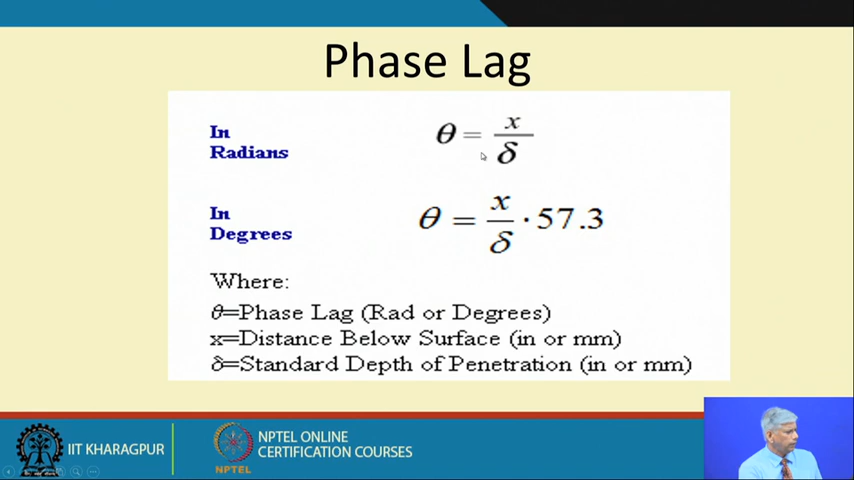 Phase Lag
In
Radians
θ = x/δ
In
Degrees
θ = x/δ · 57.3
Where:
θ=Phase Lag (Rad or Degrees)
x=Distance Below Surface (in or mm)
δ=Standard Depth of Penetration (in or mm)
IIT KHARAGPUR
NPTEL
NPTEL ONLINE
CERTIFICATION COURSES